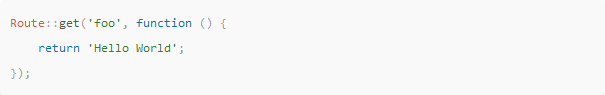 Route::get('foo', function () {
    return 'Hello World';
});